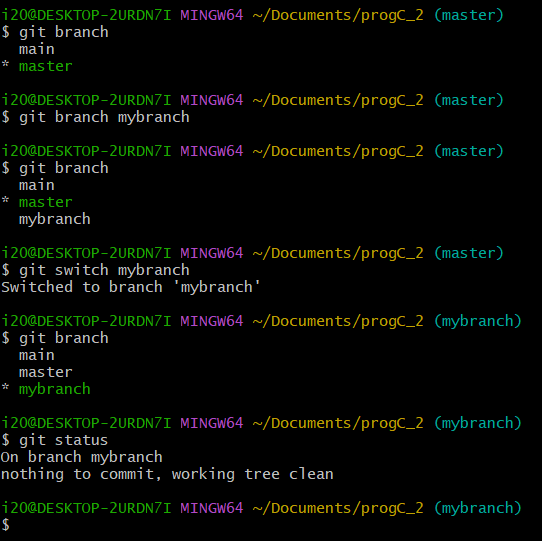 i20@DESKTOP-2URDN7I MINGW64 ~/Documents/progC_2 (master)
$ git branch
  main
* master

i20@DESKTOP-2URDN7I MINGW64 ~/Documents/progC_2 (master)
$ git branch mybranch

i20@DESKTOP-2URDN7I MINGW64 ~/Documents/progC_2 (master)
$ git branch
  main
* master
  mybranch

i20@DESKTOP-2URDN7I MINGW64 ~/Documents/progC_2 (master)
$ git switch mybranch
Switched to branch 'mybranch'

i20@DESKTOP-2URDN7I MINGW64 ~/Documents/progC_2 (mybranch)
$ git branch
  main
  master
* mybranch

i20@DESKTOP-2URDN7I MINGW64 ~/Documents/progC_2 (mybranch)
$ git status
On branch mybranch
nothing to commit, working tree clean

i20@DESKTOP-2URDN7I MINGW64 ~/Documents/progC_2 (mybranch)
$